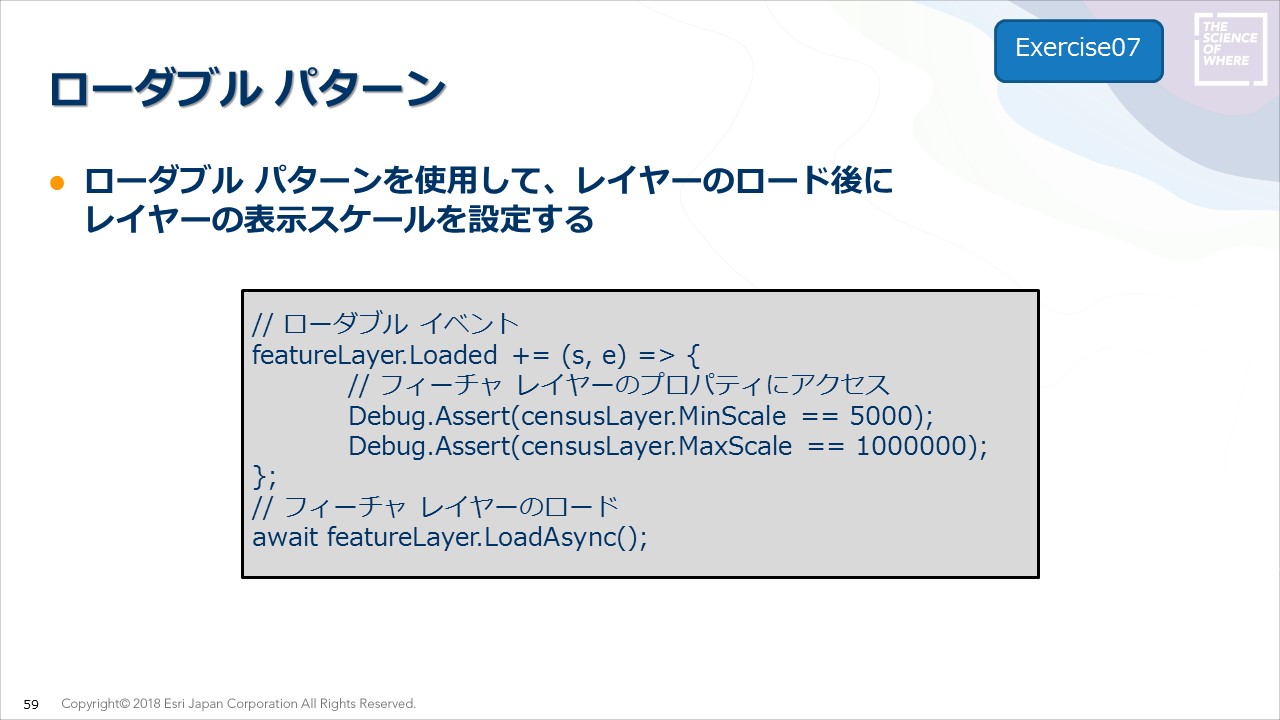 Exercise07
THE
SCIENCE
OF
WHERE
ローダブル パターン
● ローダブル パターンを使用して、レイヤーのロード後に
レイヤーの表示スケールを設定する
// ローダブル イベント
featureLayer.Loaded += (s, e) => {
// フィーチャ レイヤーのプロパティにアクセス
Debug.Assert(censusLayer.MinScale == 5000);
Debug.Assert(censusLayer.MaxScale == 1000000);
};
// フィーチャ レイヤーのロード
await featureLayer.LoadAsync();
59 Copyright© 2018 Esri Japan Corporation All Rights Reserved.